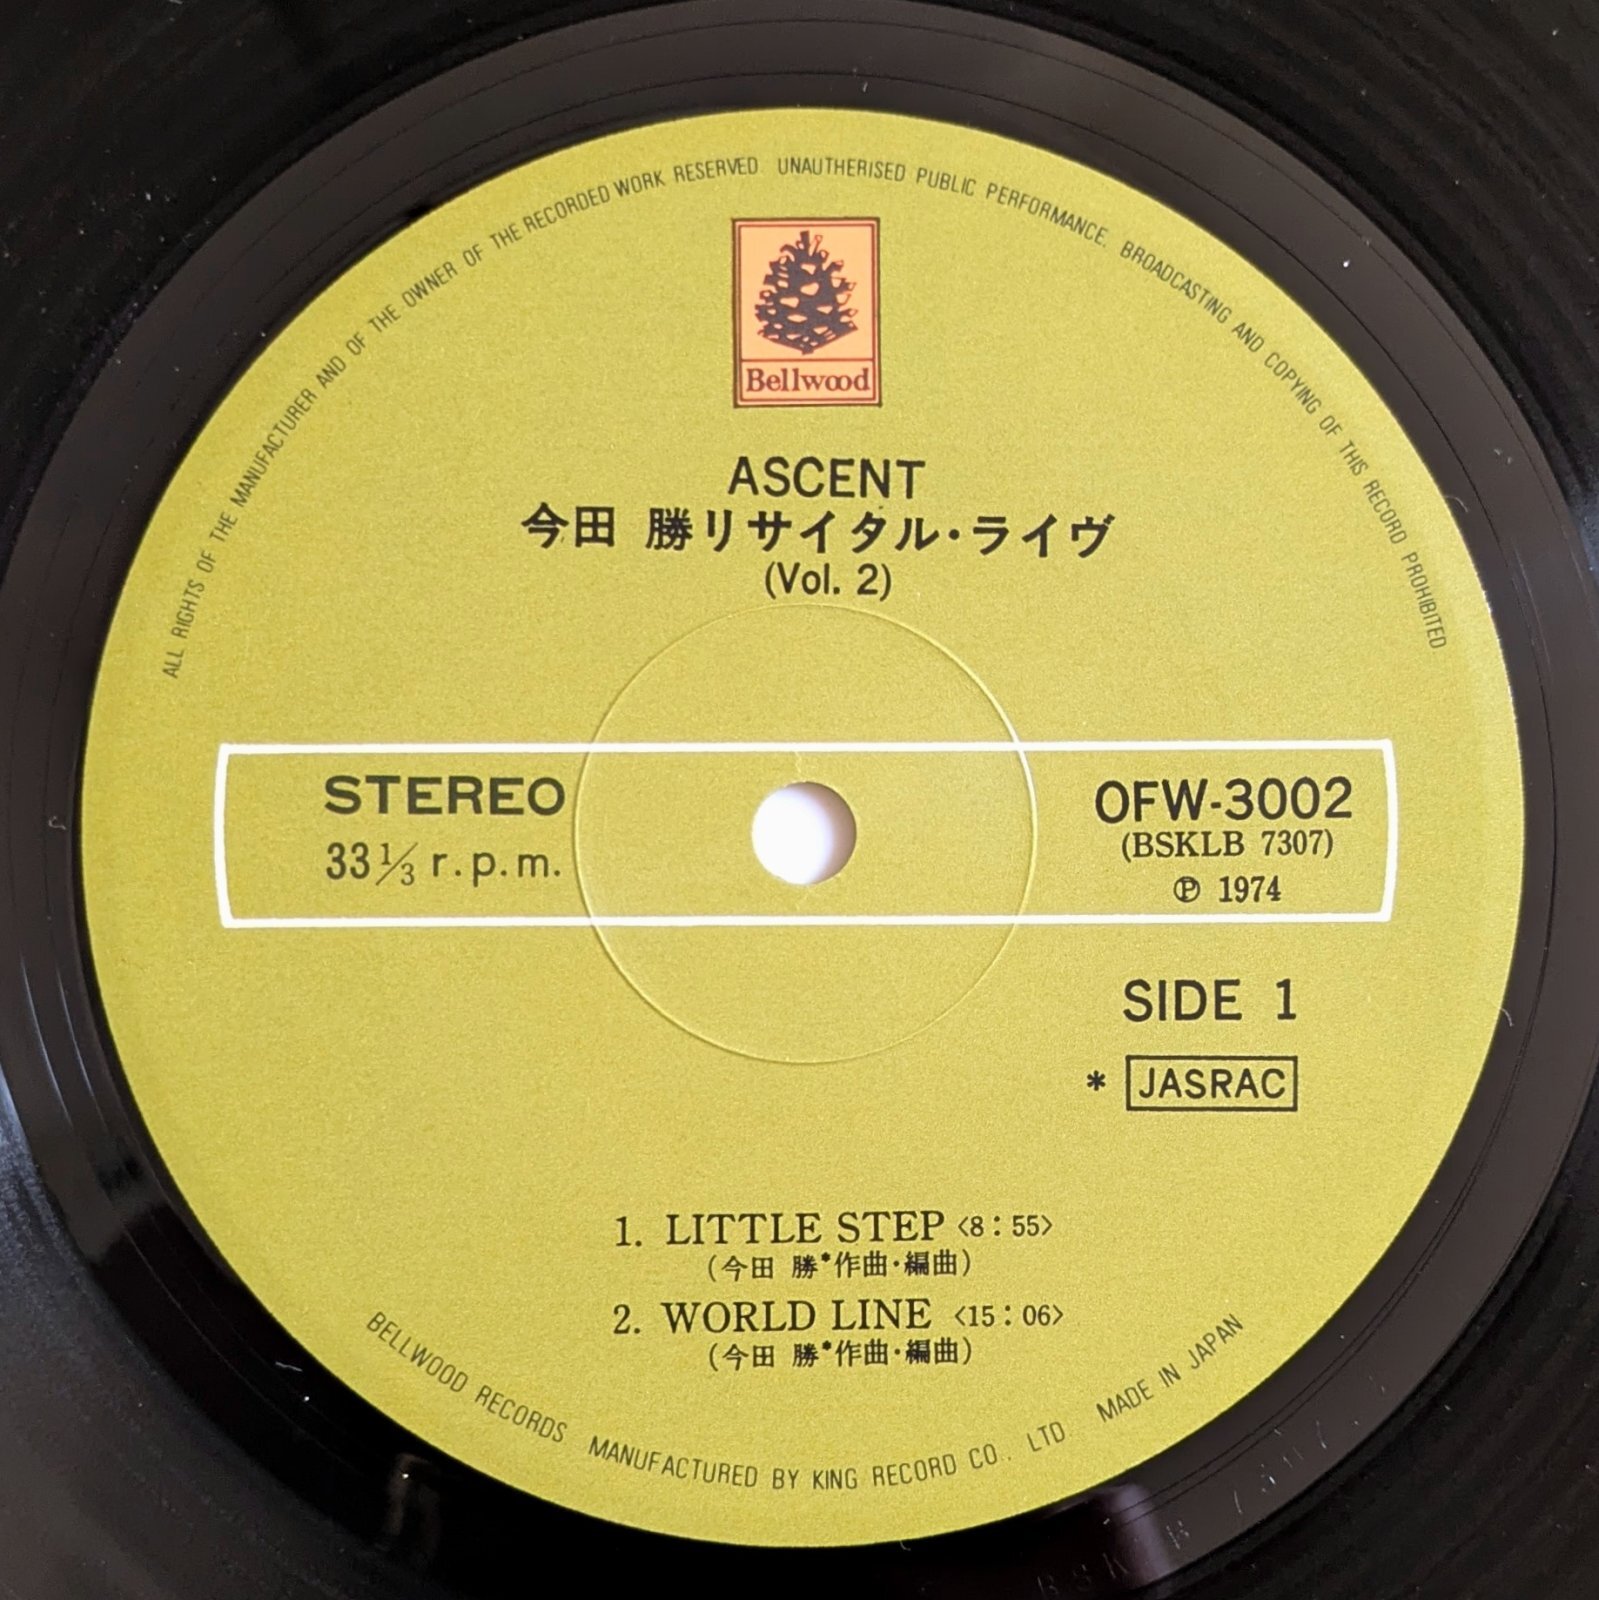 ALL RIGHTS OF THE MANUFACTURER AND OF THE OWNER OF THE RECORDED WORK RESERVED UNAUTHERISED PUBLIC PERFORMANCE. BROADCASTING AND COPYING OF THIS RECORD PROHIBITED
Bellwood
ASCENT
今田 勝リサイタル・ライヴ
(Vol. 2)
STEREO
33 1/3 r.p.m.
OFW-3002
(BSKLB 7307)
Ⓟ 1974
SIDE 1
* JASRAC
1. LITTLE STEP 〈8:55〉
(今田 勝*作曲・編曲)
2. WORLD LINE 〈15:06〉
(今田 勝*作曲・編曲)
BELLWOOD RECORDS MANUFACTURED BY KING RECORD CO., LTD MADE IN JAPAN